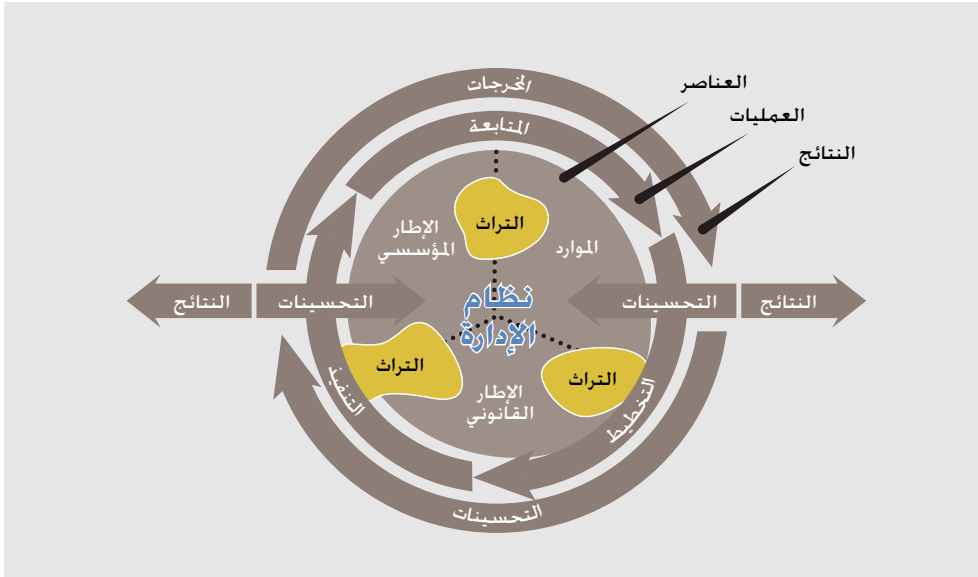 المخرجات
العناصر
المتابعة
العمليات
النتائج
التراث
الإطار
المؤسسي
الموارد
نظام
الإدارة
النتائج
التحسينات
التحسينات
النتائج
التراث
التراث
الإطار
القانوني
التنفيذ
التخطيط
التحسينات